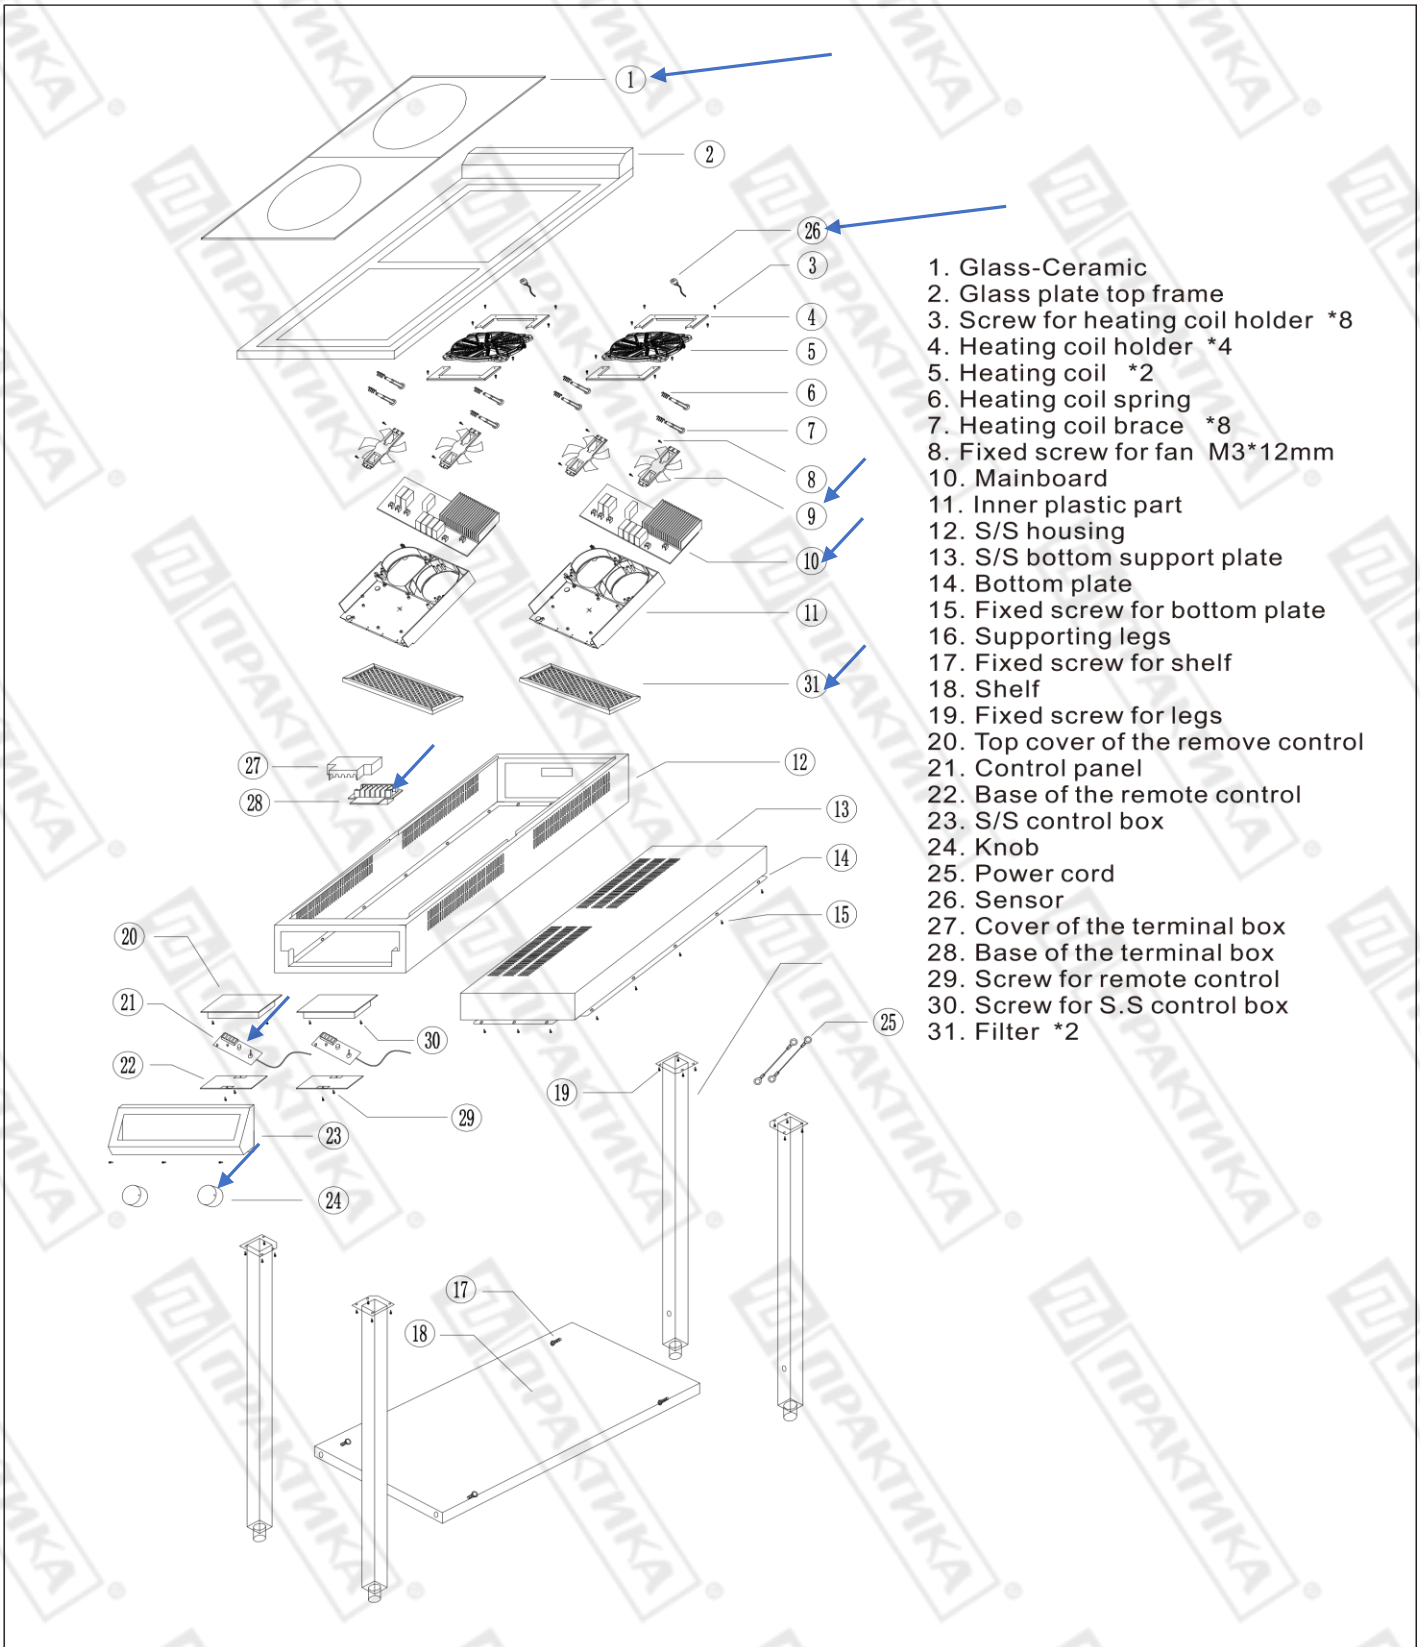 1
2
26
3
4
5
6
7
8
9
10
11
31
27
28
12
13
14
15
20
21
30
22
29
23
24
25
19
17
18
1. Glass-Ceramic
2. Glass plate top frame
3. Screw for heating coil holder *8
4. Heating coil holder *4
5. Heating coil *2
6. Heating coil spring
7. Heating coil brace *8
8. Fixed screw for fan M3*12mm
10. Mainboard
11. Inner plastic part
12. S/S housing
13. S/S bottom support plate
14. Bottom plate
15. Fixed screw for bottom plate
16. Supporting legs
17. Fixed screw for shelf
18. Shelf
19. Fixed screw for legs
20. Top cover of the remove control
21. Control panel
22. Base of the remote control
23. S/S control box
24. Knob
25. Power cord
26. Sensor
27. Cover of the terminal box
28. Base of the terminal box
29. Screw for remote control
30. Screw for S.S control box
31. Filter *2
ПРАКТИКА